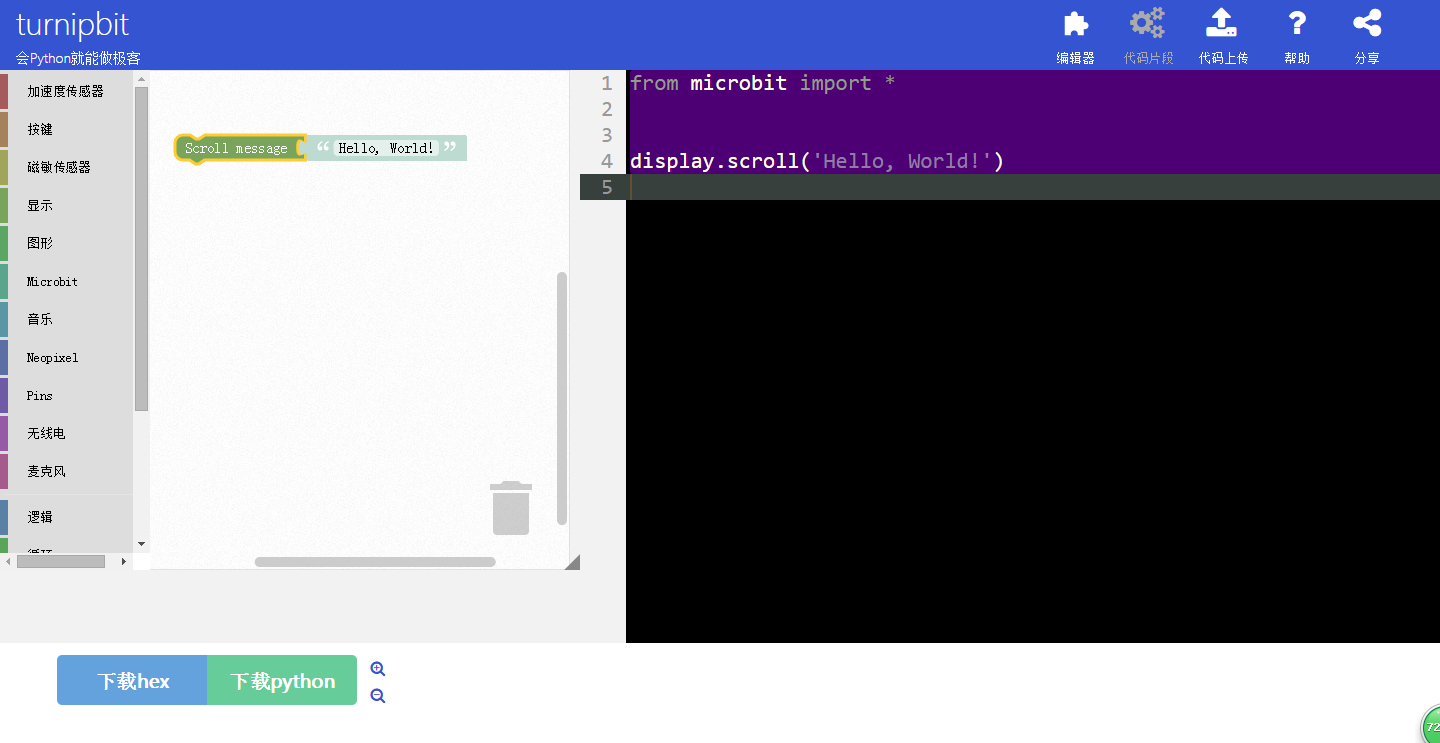 turnipbit
会Python就能做极客
编辑器
代码片段
代码上传
帮助
分享
加速度传感器
按键
磁敏传感器
显示
图形
Microbit
音乐
Neopixel
Pins
无线电
麦克风
逻辑
Scroll message “ Hello, World! ”
1 from microbit import *
2
3
4 display.scroll('Hello, World!')
5
下载hex
下载python
72